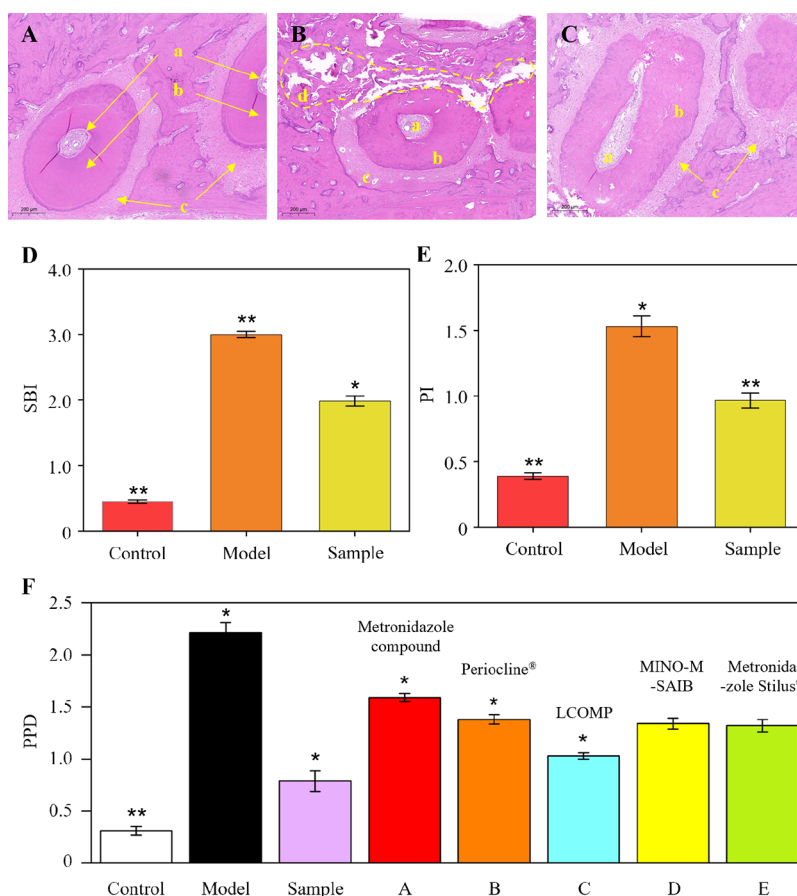 A
a
b
c
200 μm
B
d
a
b
c
200 μm
C
b
a
c
200 μm
D
4.0
3.0
2.0
1.0
0
SBI
**
**
*
Control Model Sample
E
2.0
1.5
1.0
0.5
0
PI
**
*
**
Control Model Sample
F
2.5
2.0
1.5
1.0
0.5
0
PPD
**
*
*
Metronidazole
compound
*
Periocline®
*
LCOMP
*
MINO-M
-SAIB
Metronida
-zole Stilus
Control Model Sample A B C D E